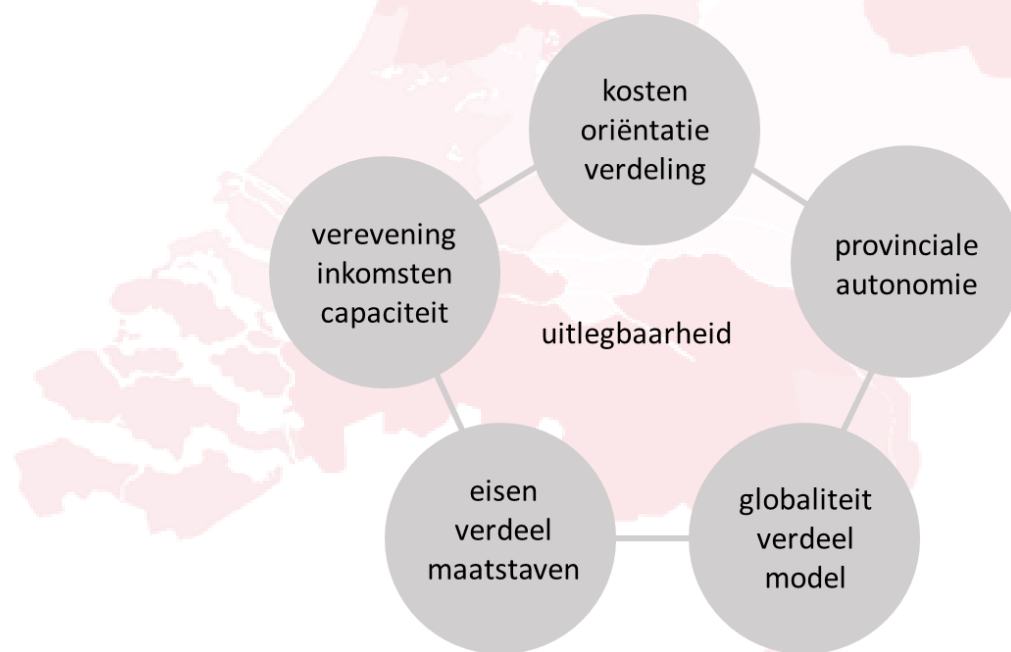 kosten
oriëntatie
verdeling
provinciale
autonomie
globaliteit
verdeel
model
eisen
verdeel
maatstaven
verevening
inkomsten
capaciteit
uitlegbaarheid